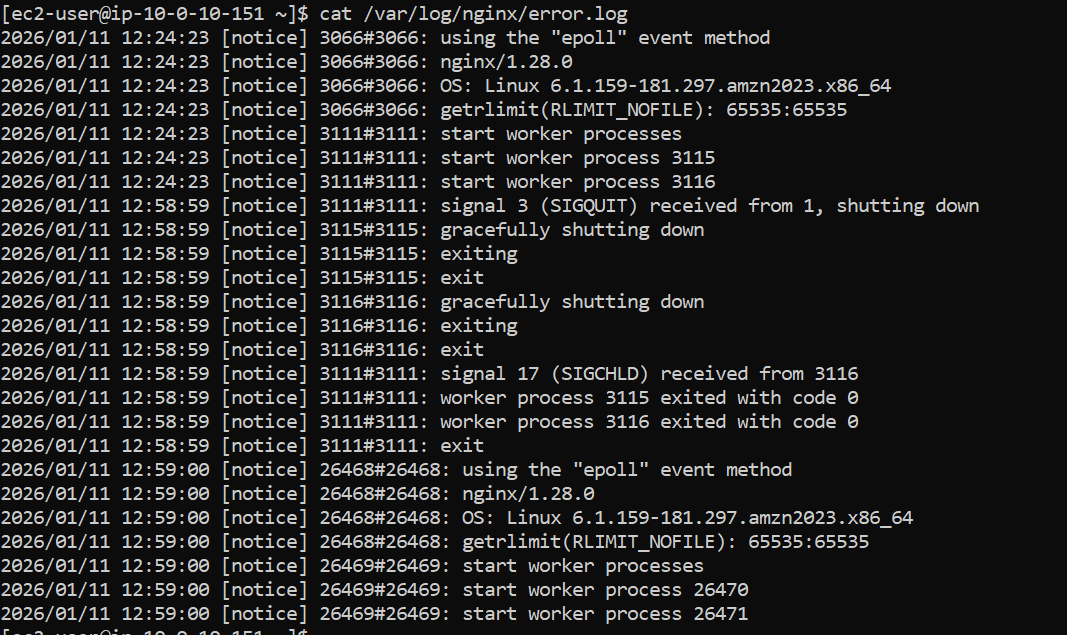 [ec2-user@ip-10-0-10-151 ~]$ cat /var/log/nginx/error.log
2026/01/11 12:24:23 [notice] 3066#3066: using the "epoll" event method
2026/01/11 12:24:23 [notice] 3066#3066: nginx/1.28.0
2026/01/11 12:24:23 [notice] 3066#3066: OS: Linux 6.1.159-181.297.amzn2023.x86_64
2026/01/11 12:24:23 [notice] 3066#3066: getrlimit(RLIMIT_NOFILE): 65535:65535
2026/01/11 12:24:23 [notice] 3111#3111: start worker processes
2026/01/11 12:24:23 [notice] 3111#3111: start worker process 3115
2026/01/11 12:24:23 [notice] 3111#3111: start worker process 3116
2026/01/11 12:58:59 [notice] 3111#3111: signal 3 (SIGQUIT) received from 1, shutting down
2026/01/11 12:58:59 [notice] 3115#3115: gracefully shutting down
2026/01/11 12:58:59 [notice] 3115#3115: exiting
2026/01/11 12:58:59 [notice] 3115#3115: exit
2026/01/11 12:58:59 [notice] 3116#3116: gracefully shutting down
2026/01/11 12:58:59 [notice] 3116#3116: exiting
2026/01/11 12:58:59 [notice] 3116#3116: exit
2026/01/11 12:58:59 [notice] 3111#3111: signal 17 (SIGCHLD) received from 3116
2026/01/11 12:58:59 [notice] 3111#3111: worker process 3115 exited with code 0
2026/01/11 12:58:59 [notice] 3111#3111: worker process 3116 exited with code 0
2026/01/11 12:58:59 [notice] 3111#3111: exit
2026/01/11 12:59:00 [notice] 26468#26468: using the "epoll" event method
2026/01/11 12:59:00 [notice] 26468#26468: nginx/1.28.0
2026/01/11 12:59:00 [notice] 26468#26468: OS: Linux 6.1.159-181.297.amzn2023.x86_64
2026/01/11 12:59:00 [notice] 26468#26468: getrlimit(RLIMIT_NOFILE): 65535:65535
2026/01/11 12:59:00 [notice] 26469#26469: start worker processes
2026/01/11 12:59:00 [notice] 26469#26469: start worker process 26470
2026/01/11 12:59:00 [notice] 26469#26469: start worker process 26471